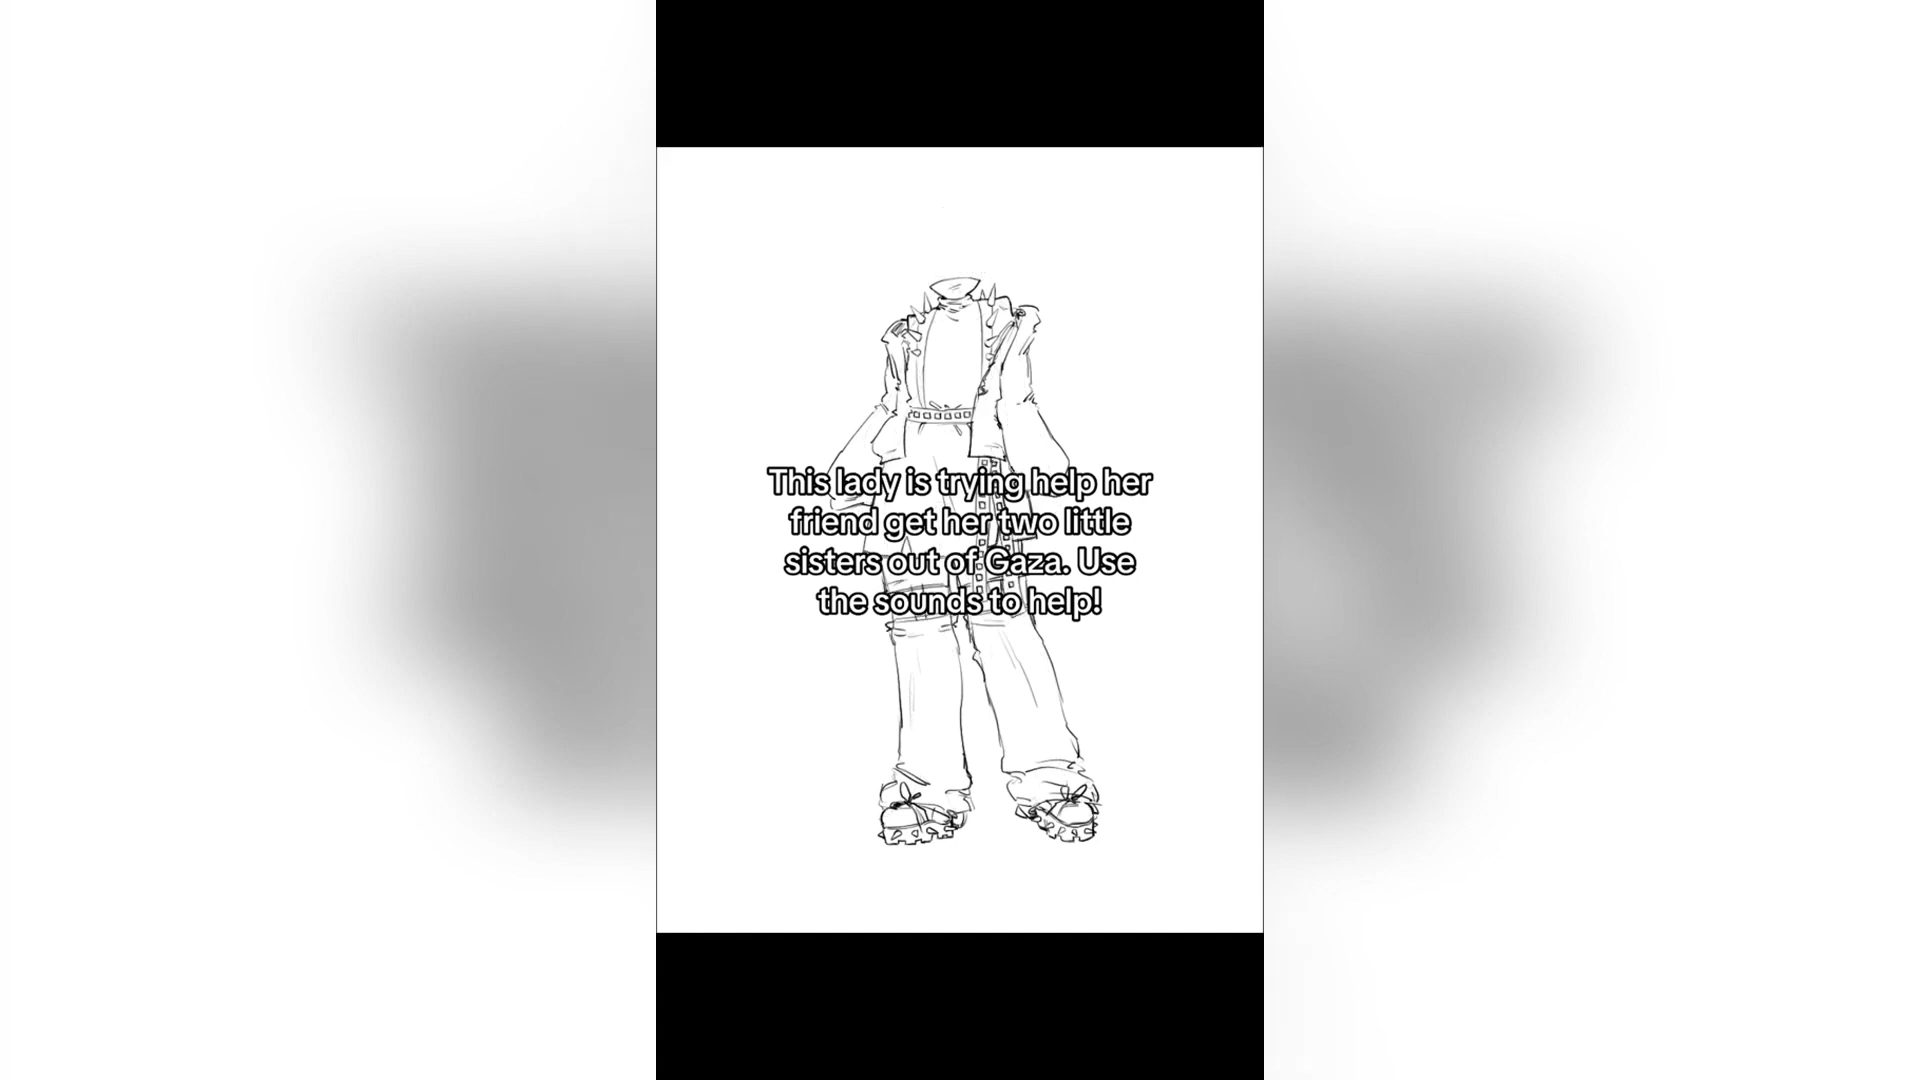 This lady is trying help her
friend get her two little
sisters out of Gaza. Use
the sounds to help!